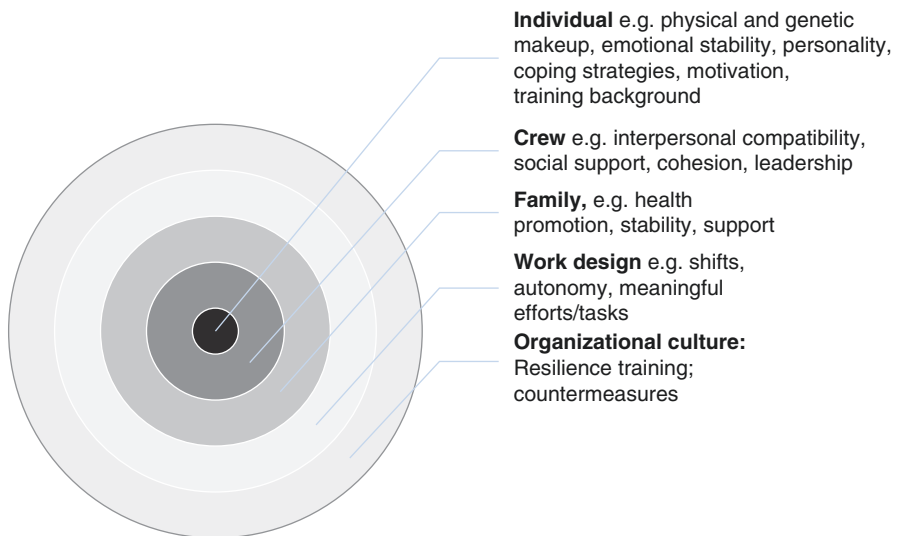 Individual e.g. physical and genetic
makeup, emotional stability, personality,
coping strategies, motivation,
training background
Crew e.g. interpersonal compatibility,
social support, cohesion, leadership
Family, e.g. health
promotion, stability, support
Work design e.g. shifts,
autonomy, meaningful
efforts/tasks
Organizational culture:
Resilience training;
countermeasures